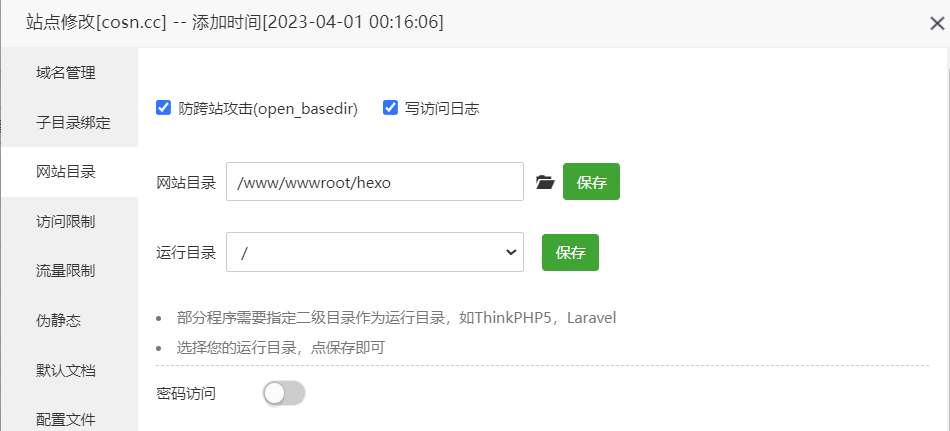 站点修改[cosn.cc] -- 添加时间[2023-04-01 00:16:06]
域名管理
子目录绑定
网站目录
访问限制
流量限制
伪静态
默认文档
配置文件
防跨站攻击(open_basedir) 写访问日志
网站目录 /www/wwwroot/hexo 保存
运行目录 / 保存
部分程序需要指定二级目录作为运行目录，如ThinkPHP5，Laravel
选择您的运行目录，点保存即可
密码访问